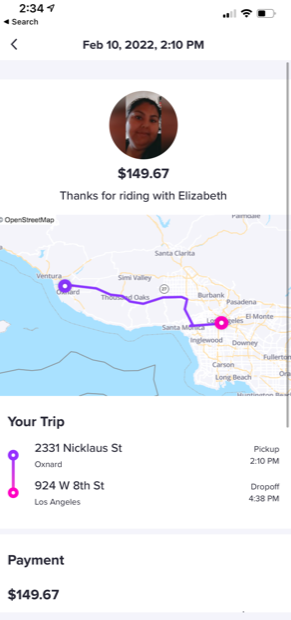 2:34
Search
Feb 10, 2022, 2:10 PM
$149.67
Thanks for riding with Elizabeth
OpenStreetMap
Palmdale
Santa Clarita
Ventura
Simi Valley
Oxnard
Thousand Oaks
Burbank
Pasadena
Los Angeles
El Monte
Santa Monica
Inglewood
Downey
Fullerton
Carson
Long Beach
Huntington Beach
Your Trip
2331 Nicklaus St
Pickup
Oxnard
2:10 PM
924 W 8th St
Dropoff
Los Angeles
4:38 PM
Payment
$149.67